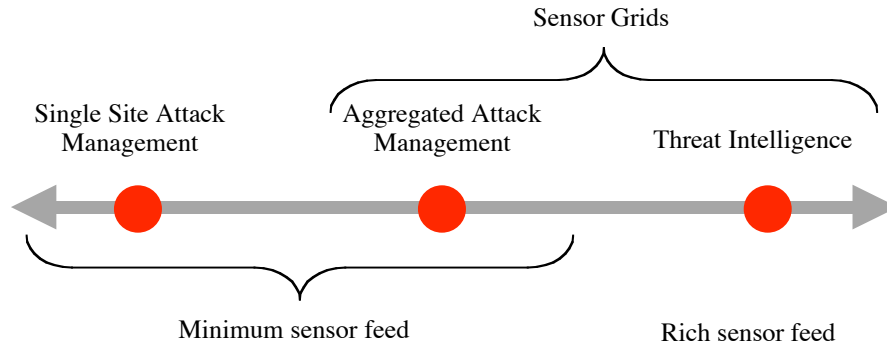 Sensor Grids
Single Site Attack
Management
Aggregated Attack
Management
Threat Intelligence
Minimum sensor feed
Rich sensor feed